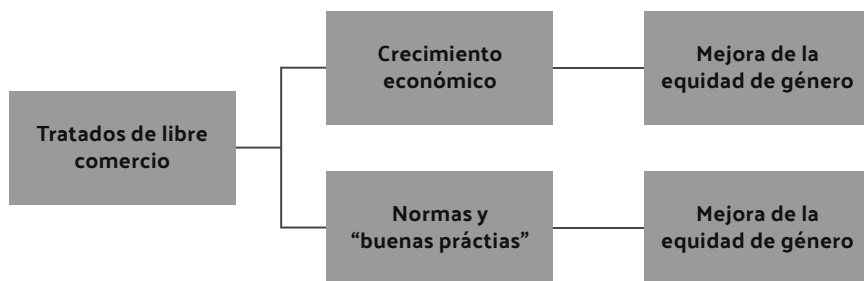 Tratados de libre
comercio
Crecimiento
económico
Mejora de la
equidad de género
Normas y
“buenas práctias”
Mejora de la
equidad de género